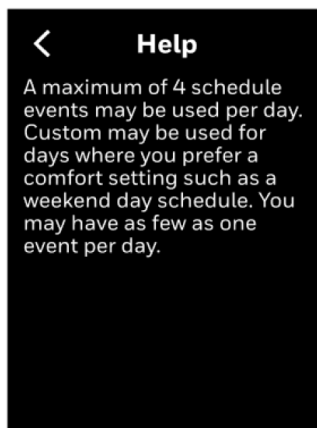 Help
A maximum of 4 schedule
events may be used per day.
Custom may be used for
days where you prefer a
comfort setting such as a
weekend day schedule. You
may have as few as one
event per day.